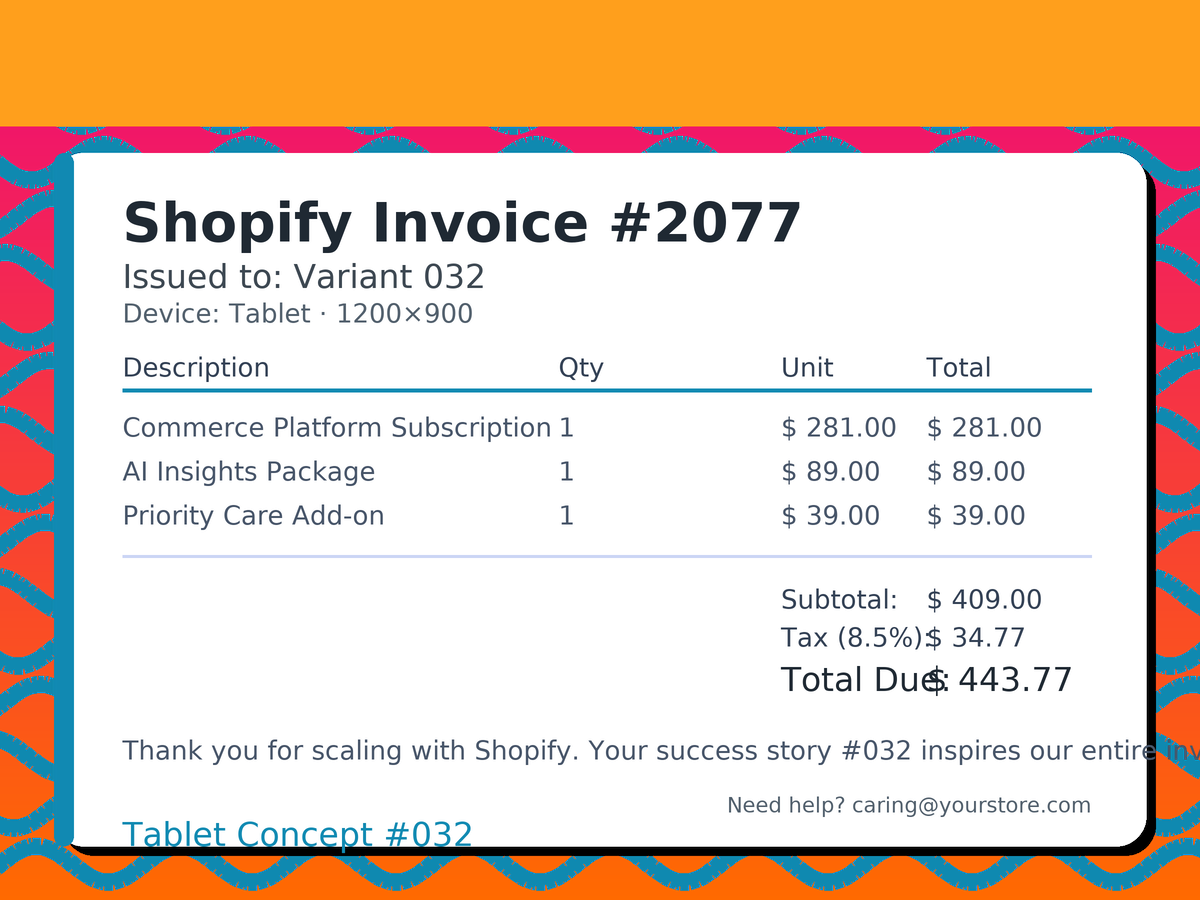 Shopify Invoice #2077
Issued to: Variant 032
Device: Tablet · 1200×900
Description Qty Unit Total
Commerce Platform Subscription 1 $ 281.00 $ 281.00
AI Insights Package 1 $ 89.00 $ 89.00
Priority Care Add-on 1 $ 39.00 $ 39.00
Subtotal: $ 409.00
Tax (8.5%): $ 34.77
Total Due: $ 443.77
Thank you for scaling with Shopify. Your success story #032 inspires our entire
Need help? caring@yourstore.com
Tablet Concept #032